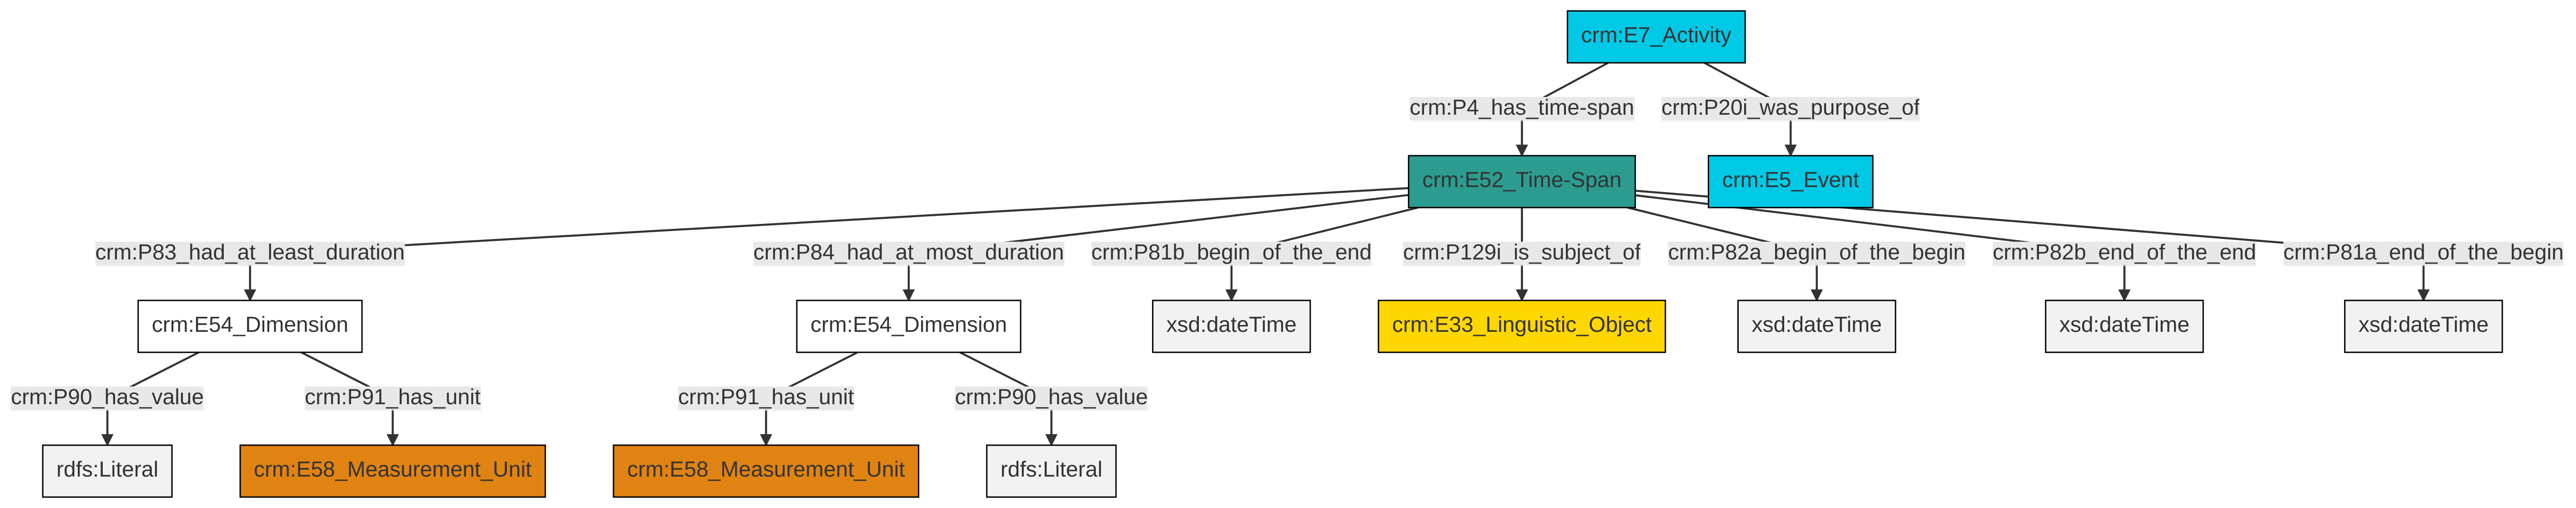 crm:E7_Activity
crm:P4_has_time-span
crm:P20i_was_purpose_of
crm:E52_Time-Span
crm:E5_Event
crm:P83_had_at_least_duration
crm:P84_had_at_most_duration
crm:P81b_begin_of_the_end
crm:P129i_is_subject_of
crm:P82a_begin_of_the_begin
crm:P82b_end_of_the_end
crm:P81a_end_of_the_begin
crm:E54_Dimension
crm:E54_Dimension
xsd:dateTime
crm:E33_Linguistic_Object
xsd:dateTime
xsd:dateTime
xsd:dateTime
crm:P90_has_value
crm:P91_has_unit
crm:P91_has_unit
crm:P90_has_value
rdfs:Literal
crm:E58_Measurement_Unit
crm:E58_Measurement_Unit
rdfs:Literal